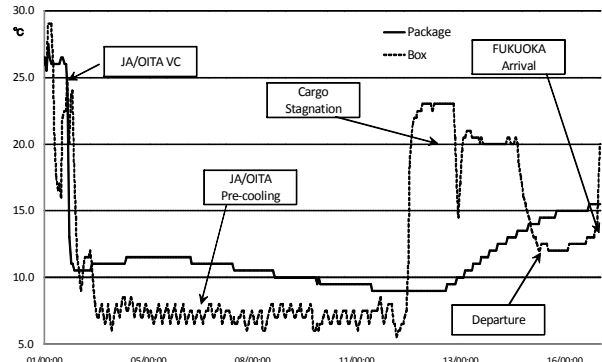 30.0
℃
25.0
20.0
15.0
10.0
5.0
Package
Box
JA/OITA VC
FUKUOKA
Arrival
Cargo
Stagnation
JA/OITA
Pre-cooling
Departure
01/00:00
05/00:00
08/00:00
11/00:00
13/00:00
16/00:00